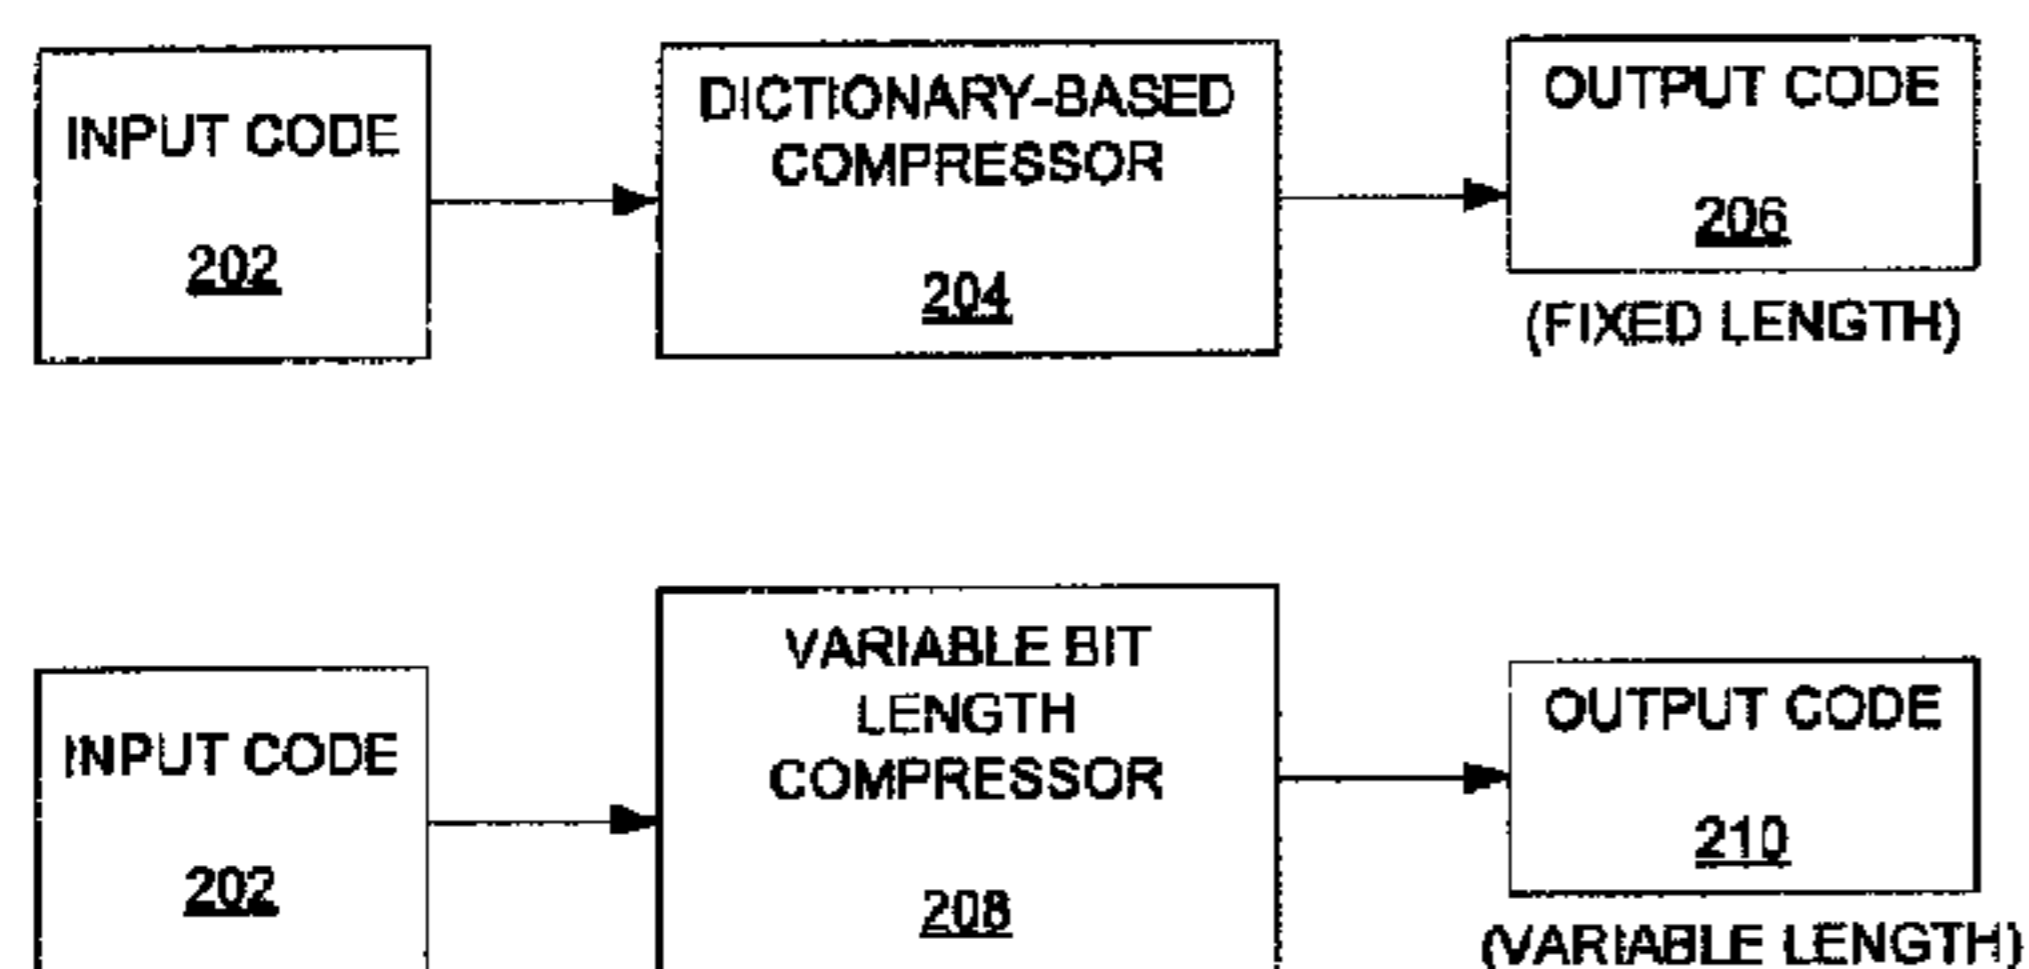 INPUT CODE
202
DICTIONARY-BASED
COMPRESSOR
204
OUTPUT CODE
206
(FIXED LENGTH)
INPUT CODE
202
VARIABLE BIT
LENGTH
COMPRESSOR
208
OUTPUT CODE
210
(VARIABLE LENGTH)